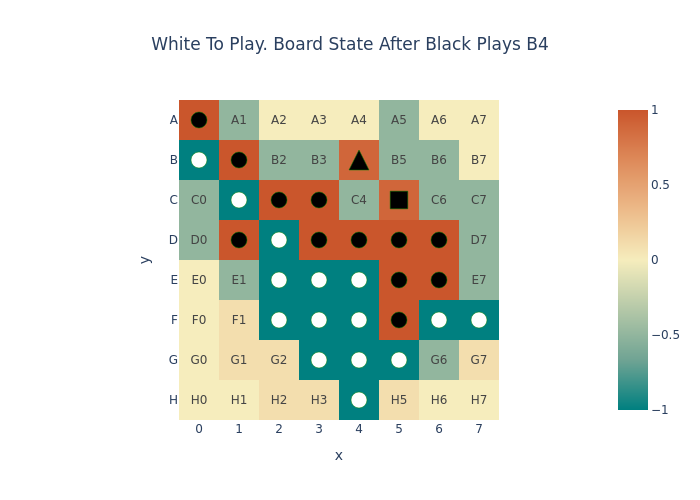 White To Play. Board State After Black Plays B4
A A1 A2 A3 A4 A5 A6 A7 1
B B2 B3 B5 B6 B7
C C0 C4 C6 C7 0.5
D D0 D7
y E E0 E1 E7 0
F F0 F1
G G0 G1 G2 G6 G7 −0.5
H H0 H1 H2 H3 H5 H6 H7 −1
0 1 2 3 4 5 6 7
x